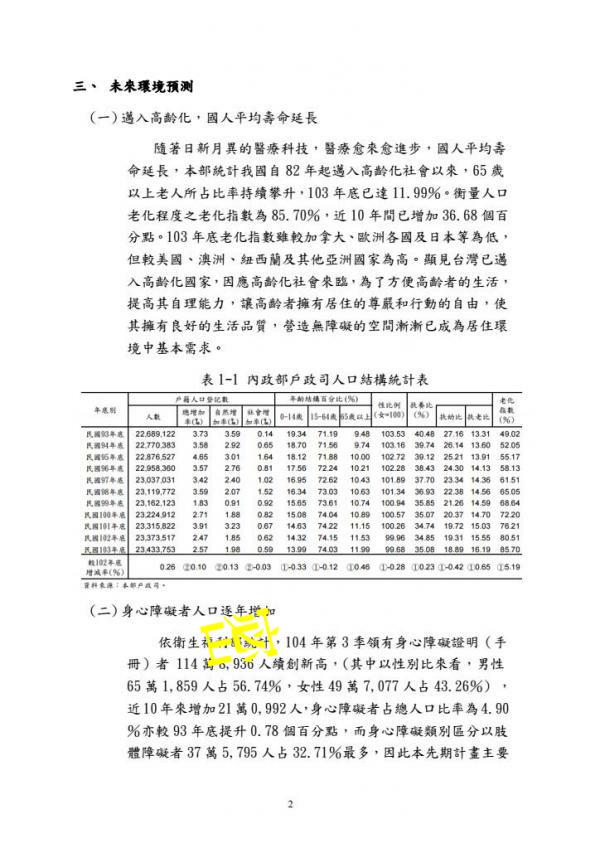 三、 未來環境預測
(一)邁入高齡化，國人平均壽命延長
隨著日新月異的醫療科技，醫療愈來愈進步，國人平均壽
命延長，本部統計我國自 82 年起邁入高齡化社會以來，65 歲
以上老人所占比率持續攀升，103 年底已達 11.99%。衡量人口
老化程度之老化指數為 85.70%，近 10 年間已增加 36.68 個百
分點。103 年底老化指數雖較加拿大、歐洲各國及日本等為低，
但較美國、澳洲、紐西蘭及其他亞洲國家為高。顯見台灣已邁
入高齡化國家，因應高齡化社會來臨，為了方便高齡者的生活，
提高其自理能力，讓高齡者擁有居住的尊嚴和行動的自由，使
其擁有良好的生活品質，營造無障礙的空間漸漸已成為居住環
境中基本需求。
表 1-1 內政部戶政司人口結構統計表
年底別 戶籍人口登記數 年齡結構百分比(%) 性比例(女=100) 扶養比(%) 老化指數(%)
人數 總增加率(‰) 自然增加率(‰) 社會增加率(‰) 0-14歲 15-64歲 65歲以上 扶幼比 扶老比
民國93年底 22,689,122 3.73 3.59 0.14 19.34 71.19 9.48 103.53 40.48 27.16 13.31 49.02
民國94年底 22,770,383 3.58 2.92 0.65 18.70 71.56 9.74 103.16 39.74 26.14 13.60 52.05
民國95年底 22,876,527 4.65 3.01 1.64 18.12 71.88 10.00 102.72 39.12 25.21 13.91 55.17
民國96年底 22,958,360 3.57 2.76 0.81 17.56 72.24 10.21 102.28 38.43 24.30 14.13 58.13
民國97年底 23,037,031 3.42 2.40 1.02 16.95 72.62 10.43 101.89 37.70 23.34 14.36 61.51
民國98年底 23,119,772 3.59 2.07 1.52 16.34 73.03 10.63 101.34 36.93 22.38 14.56 65.05
民國99年底 23,162,123 1.83 0.91 0.92 15.65 73.61 10.74 100.94 35.85 21.26 14.59 68.64
民國100年底 23,224,912 2.71 1.88 0.82 15.08 74.04 10.89 100.57 35.07 20.37 14.70 72.20
民國101年底 23,315,822 3.91 3.23 0.67 14.63 74.22 11.15 100.26 34.74 19.72 15.03 76.21
民國102年底 23,373,517 2.47 1.85 0.62 14.32 74.15 11.53 99.96 34.85 19.31 15.55 80.51
民國103年底 23,433,753 2.57 1.98 0.59 13.99 74.03 11.99 99.68 35.08 18.89 16.19 85.70
較102年底增減率(%) 0.26 ②0.10 ②0.13 ②-0.03 ①-0.33 ①-0.12 ①0.46 ①-0.28 ①0.23 ①-0.42 ①0.65 ①5.19
資料來源：本部戶政司。
(二)身心障礙者人口逐年增加
依衛生福利部統計，104 年第 3 季領有身心障礙證明（手
冊）者 114 萬 8,936 人續創新高，(其中以性別比來看，男性
65 萬 1,859 人占 56.74%，女性 49 萬 7,077 人占 43.26%) ，
近 10 年來增加 21 萬 0,992 人，身心障礙者占總人口比率為 4.90
%亦較 93 年底提升 0.78 個百分點，而身心障礙類別區分以肢
體障礙者 37 萬 5,795 人占 32.71%最多，因此本先期計畫主要
2